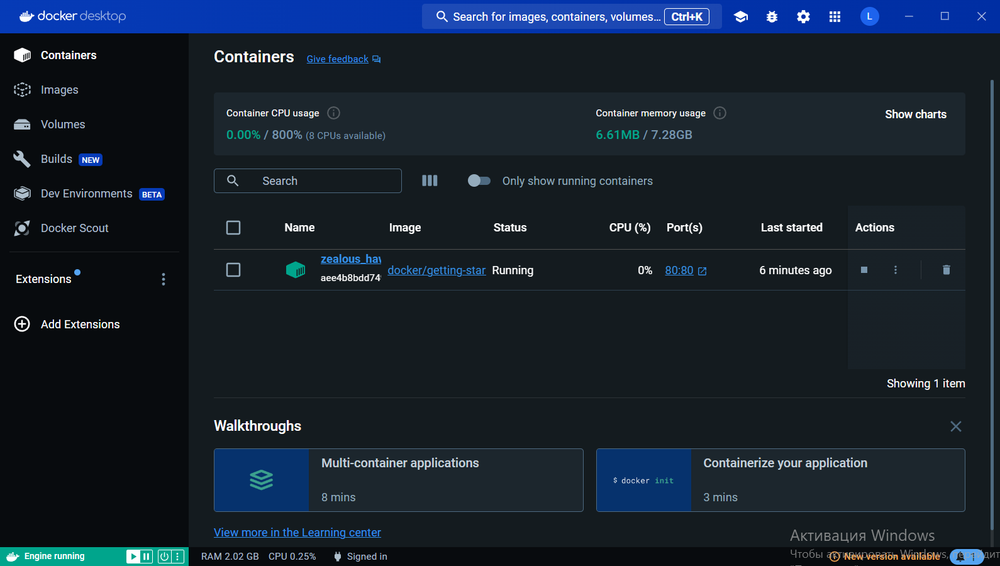 docker desktop
Search for images, containers, volumes... Ctrl+K
L
Containers
Images
Volumes
Builds NEW
Dev Environments BETA
Docker Scout
Extensions
Add Extensions
Containers Give feedback
Container CPU usage
0.00% / 800% (8 CPUs available)
Container memory usage
6.61MB / 7.28GB
Show charts
Search
Only show running containers
Name Image Status CPU (%) Port(s) Last started Actions
zealous_hav
aee4b8bdd74
docker/getting-star Running 0% 80:80 6 minutes ago
Showing 1 item
Walkthroughs
Multi-container applications
8 mins
$ docker init
Containerize your application
3 mins
View more in the Learning center
Активация Windows
Чтобы активировать Windows,
Engine running
RAM 2.02 GB CPU 0.25% Signed in
New version available
1